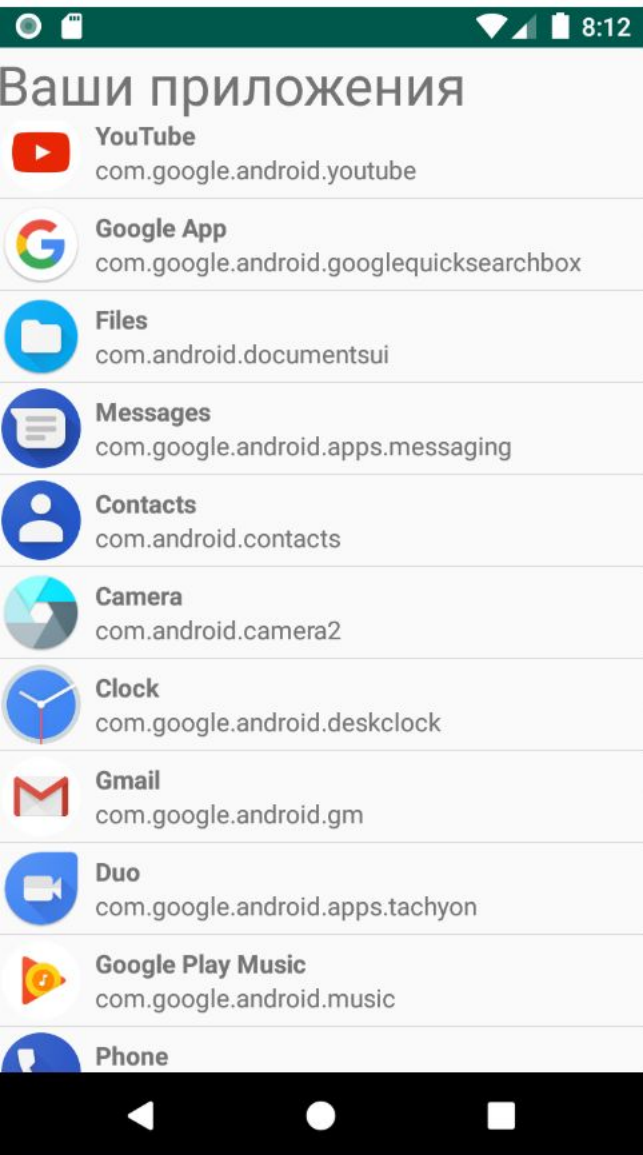 8:12
Ваши приложения
YouTube
com.google.android.youtube
Google App
com.google.android.googlequicksearchbox
Files
com.android.documentsui
Messages
com.google.android.apps.messaging
Contacts
com.android.contacts
Camera
com.android.camera2
Clock
com.google.android.deskclock
Gmail
com.google.android.gm
Duo
com.google.android.apps.tachyon
Google Play Music
com.google.android.music
Phone